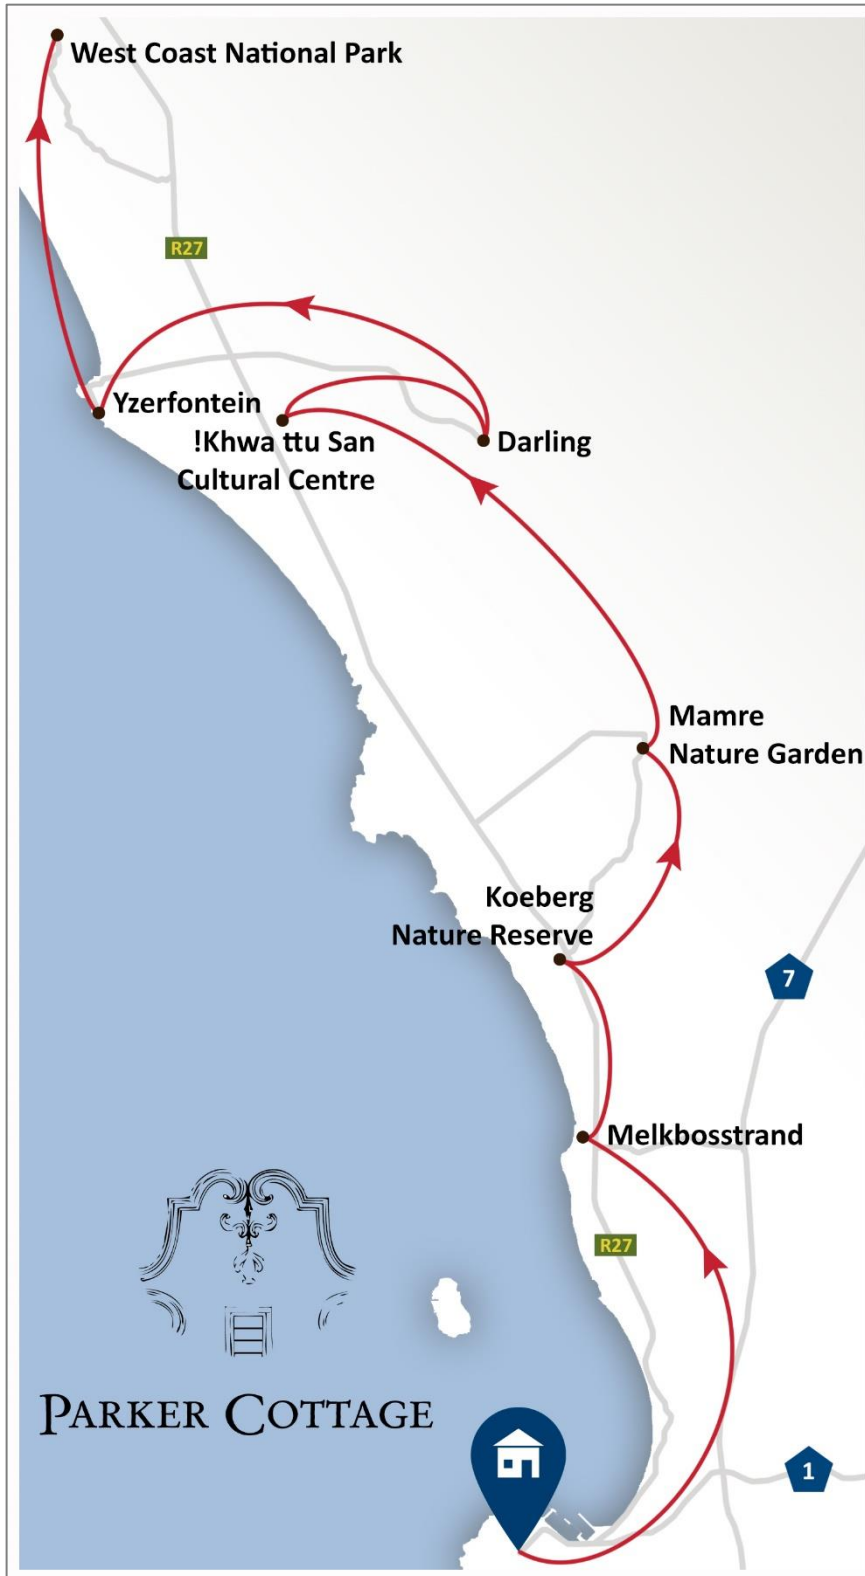 West Coast National Park
R27
Yzerfontein
!Khwa ttu San
Cultural Centre
Darling
Mamre
Nature Garden
Koeberg
Nature Reserve
7
Melkbosstrand
R27
PARKER COTTAGE
1